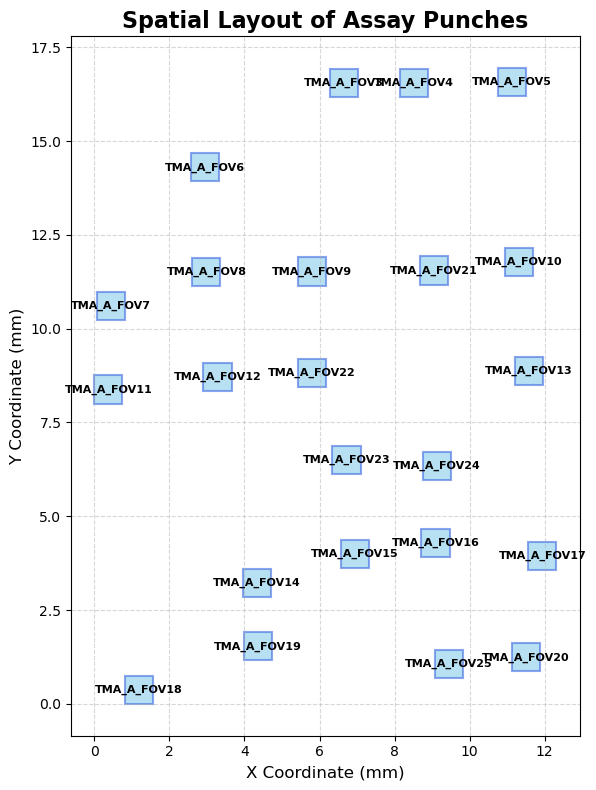 Spatial Layout of Assay Punches
17.5
TMA_A_FOV3
TMA_A_FOV4
TMA_A_FOV5
15.0
TMA_A_FOV6
12.5
TMA_A_FOV8
TMA_A_FOV9
TMA_A_FOV21
TMA_A_FOV10
TMA_A_FOV7
10.0
TMA_A_FOV11
TMA_A_FOV12
TMA_A_FOV22
TMA_A_FOV13
7.5
TMA_A_FOV23
TMA_A_FOV24
5.0
TMA_A_FOV15
TMA_A_FOV16
TMA_A_FOV17
TMA_A_FOV14
2.5
TMA_A_FOV19
TMA_A_FOV25
TMA_A_FOV20
TMA_A_FOV18
0.0
0 2 4 6 8 10 12
X Coordinate (mm)
Y Coordinate (mm)